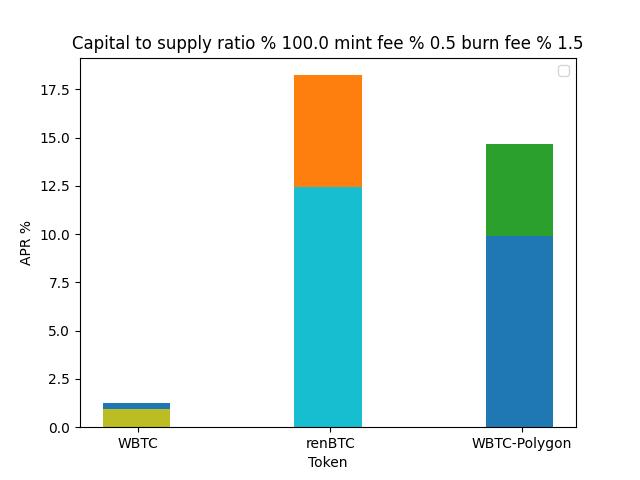 Capital to supply ratio % 100.0 mint fee % 0.5 burn fee % 1.5
17.5
15.0
12.5
10.0
7.5
5.0
2.5
0.0
APR %
WBTC
renBTC
WBTC-Polygon
Token